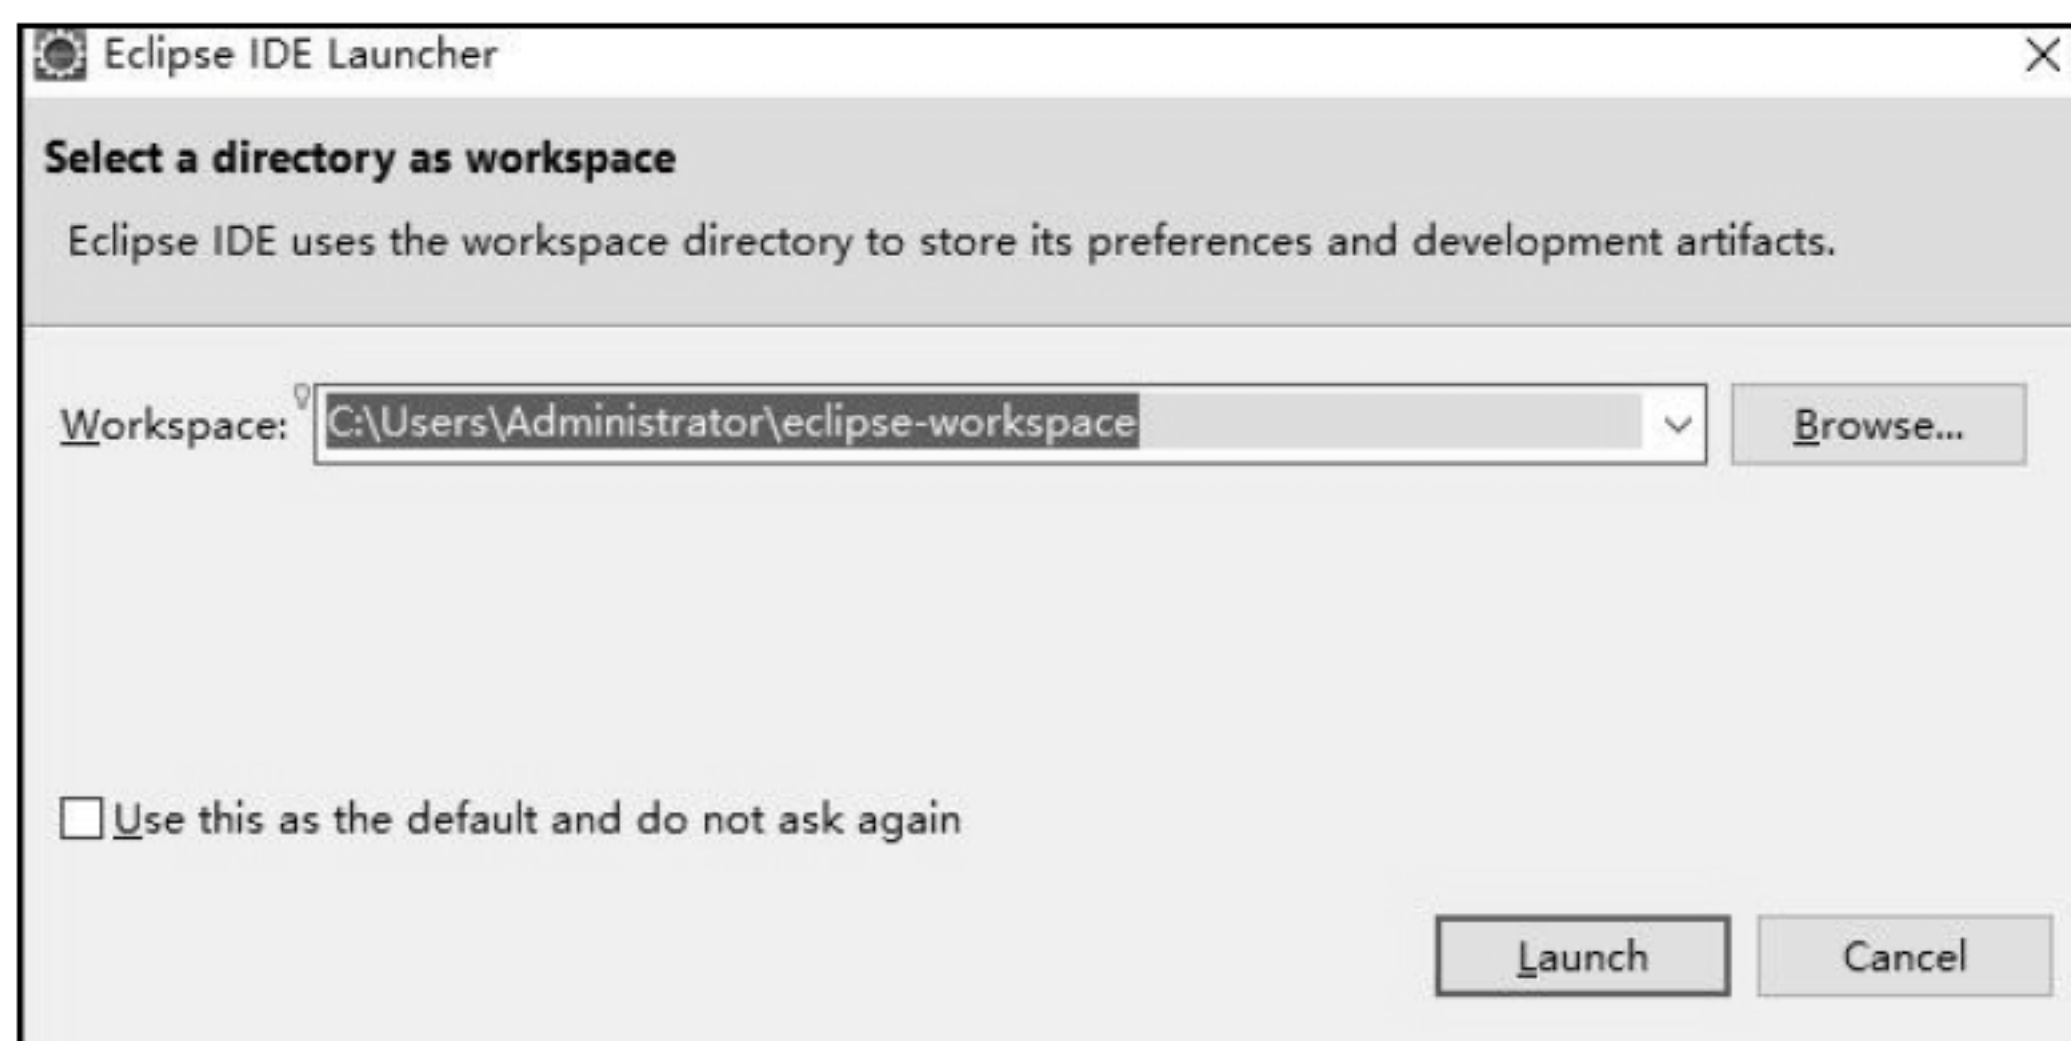 Eclipse IDE Launcher
Select a directory as workspace
Eclipse IDE uses the workspace directory to store its preferences and development artifacts.
Workspace: C:\Users\Administrator\eclipse-workspace Browse...
Use this as the default and do not ask again
Launch Cancel